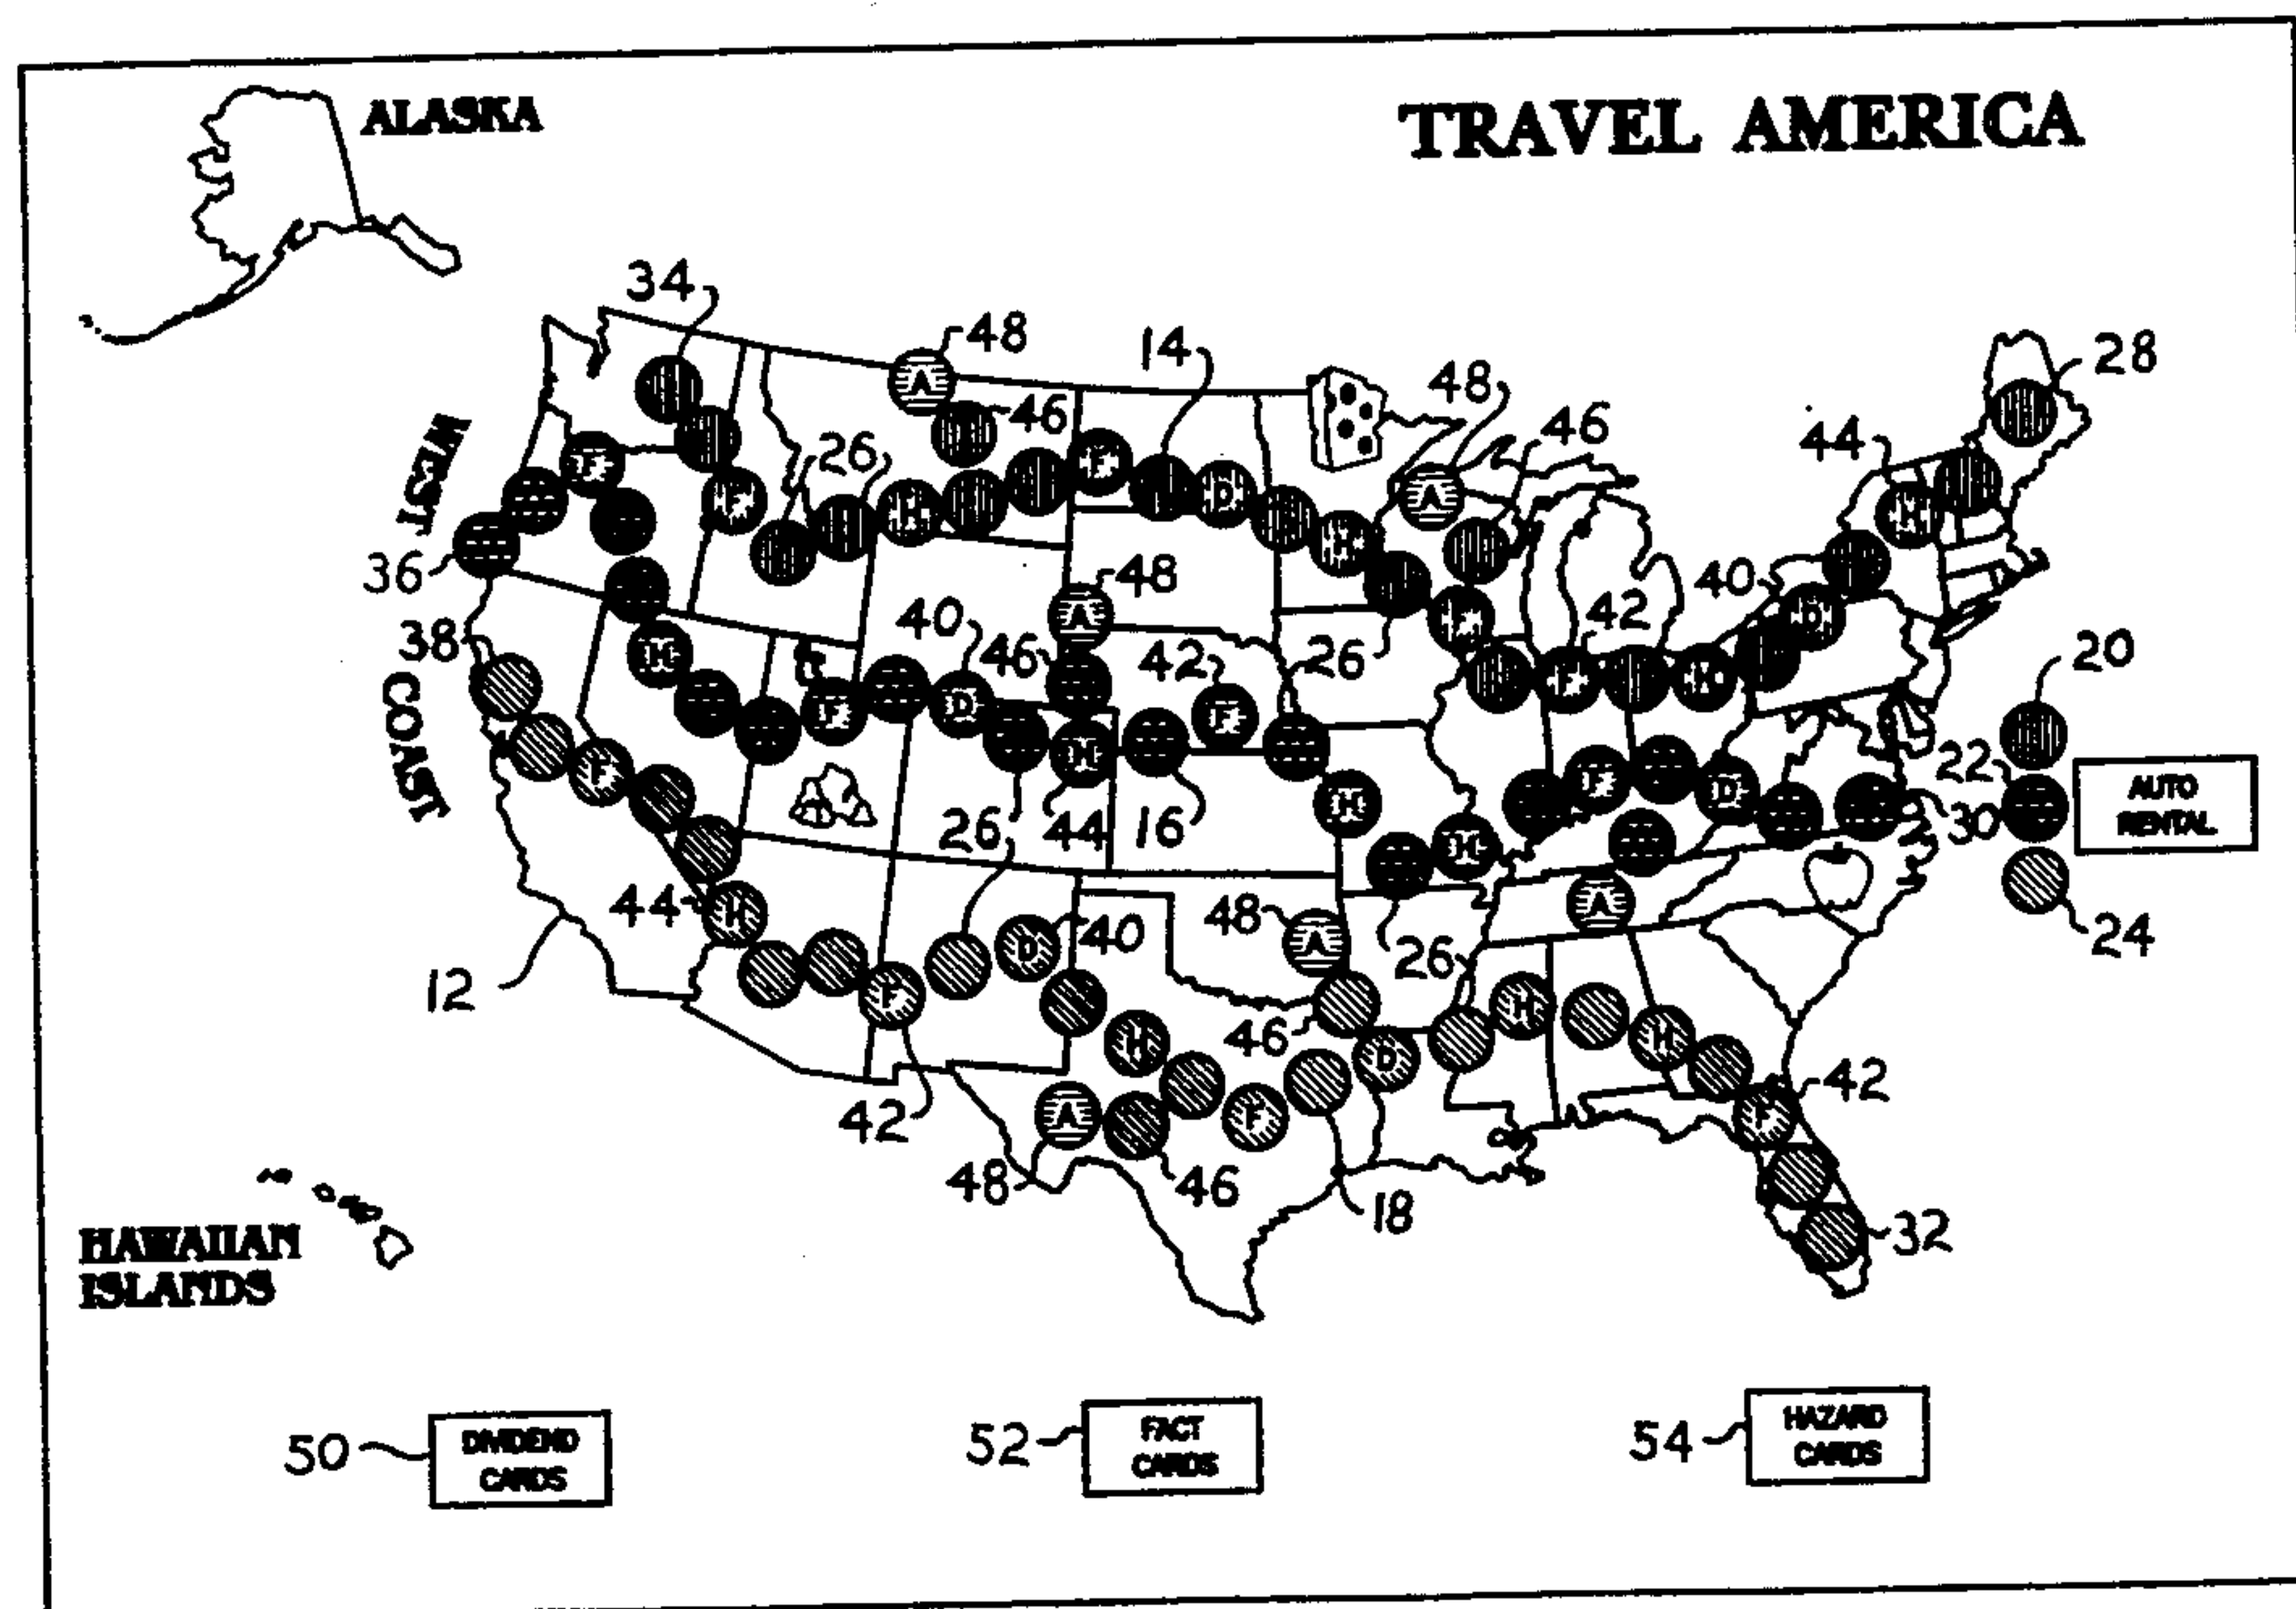 ALASKA
TRAVEL AMERICA
34
48
14
48
46
28
A
46
44
26
F
F
F
D
A
H
H
H
36
WEST
48
40
40
42
A
F
D
38
H
46
42
26
20
F
D
F
F
H
COAST
H
F
22
AUTO
RENTAL
F
D
30
26
44
16
H
H
24
44
H
48
A
26
A
12
D
40
F
46
H
H
H
D
42
42
A
F
F
48
46
18
32
HAWAIIAN
ISLANDS
50
DIVIDEND
CARDS
52
FACT
CARDS
54
HAZARD
CARDS